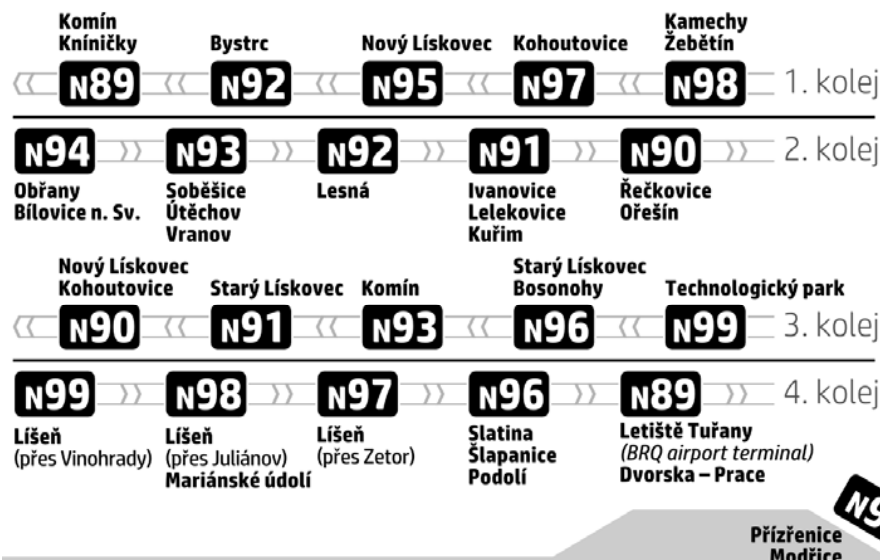 Komín
Kníničky
Bystrc
Nový Lískovec
Kohoutovice
Kamechy
Žebětín
N89
N92
N95
N97
N98
1. kolej
N94
N93
N92
N91
N90
2. kolej
Obřany
Bílovice n. Sv.
Soběšice
Útěchov
Vranov
Lesná
Ivanovice
Lelekovice
Kuřim
Řečkovice
Ořešín
Nový Lískovec
Kohoutovice
Starý Lískovec
Komín
Starý Lískovec
Bosonohy
Technologický park
N90
N91
N93
N96
N99
3. kolej
N99
N98
N97
N96
N89
4. kolej
Líšeň
(přes Vinohrady)
Líšeň
(přes Juliánov)
Mariánské údolí
Líšeň
(přes Zetor)
Slatina
Šlapanice
Podolí
Letiště Tuřany
(BRQ airport terminal)
Dvorska – Prace
Přízřenice
Modřice